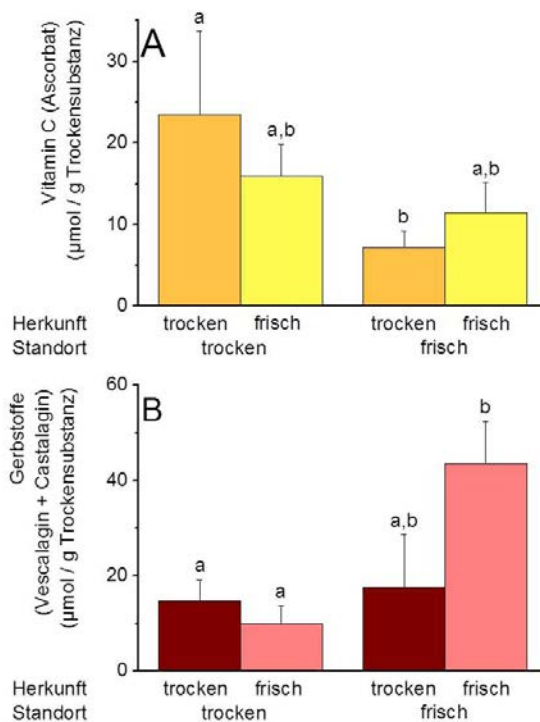 A
Vitamin C (Ascorbat)
(µmol / g Trockensubstanz)
30
20
10
0
a
a,b
b
a,b
Herkunft trocken frisch trocken frisch
Standort trocken frisch
B
Gerbstoffe
(Vescalagin + Castalagin)
(µmol / g Trockensubstanz)
60
40
20
0
a
a
a,b
b
Herkunft trocken frisch trocken frisch
Standort trocken frisch